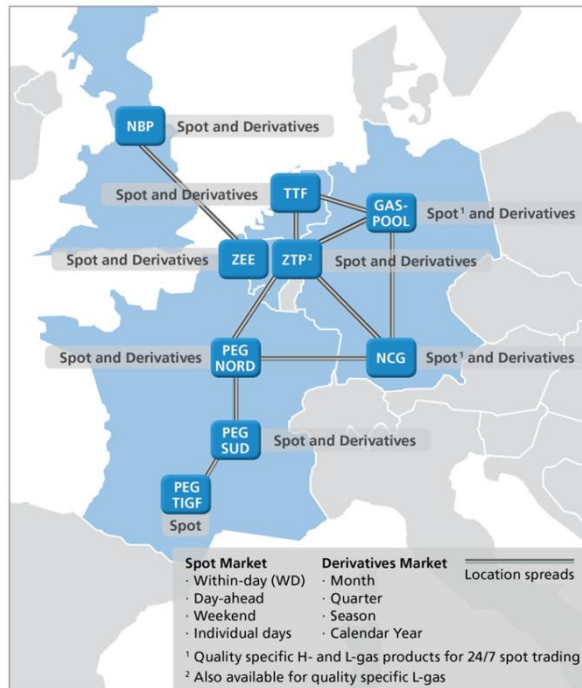 NBP
Spot and Derivatives
Spot and Derivatives
TTF
GAS-
POOL
Spot¹ and Derivatives
Spot and Derivatives
ZEE
ZTP²
Spot and Derivatives
Spot and Derivatives
PEG
NORD
NCG
Spot¹ and Derivatives
PEG
SUD
Spot and Derivatives
PEG
TIGF
Spot
Spot Market
· Within-day (WD)
· Day-ahead
· Weekend
· Individual days
Derivatives Market
· Month
· Quarter
· Season
· Calendar Year
Location spreads
¹ Quality specific H- and L-gas products for 24/7 spot trading
² Also available for quality specific L-gas